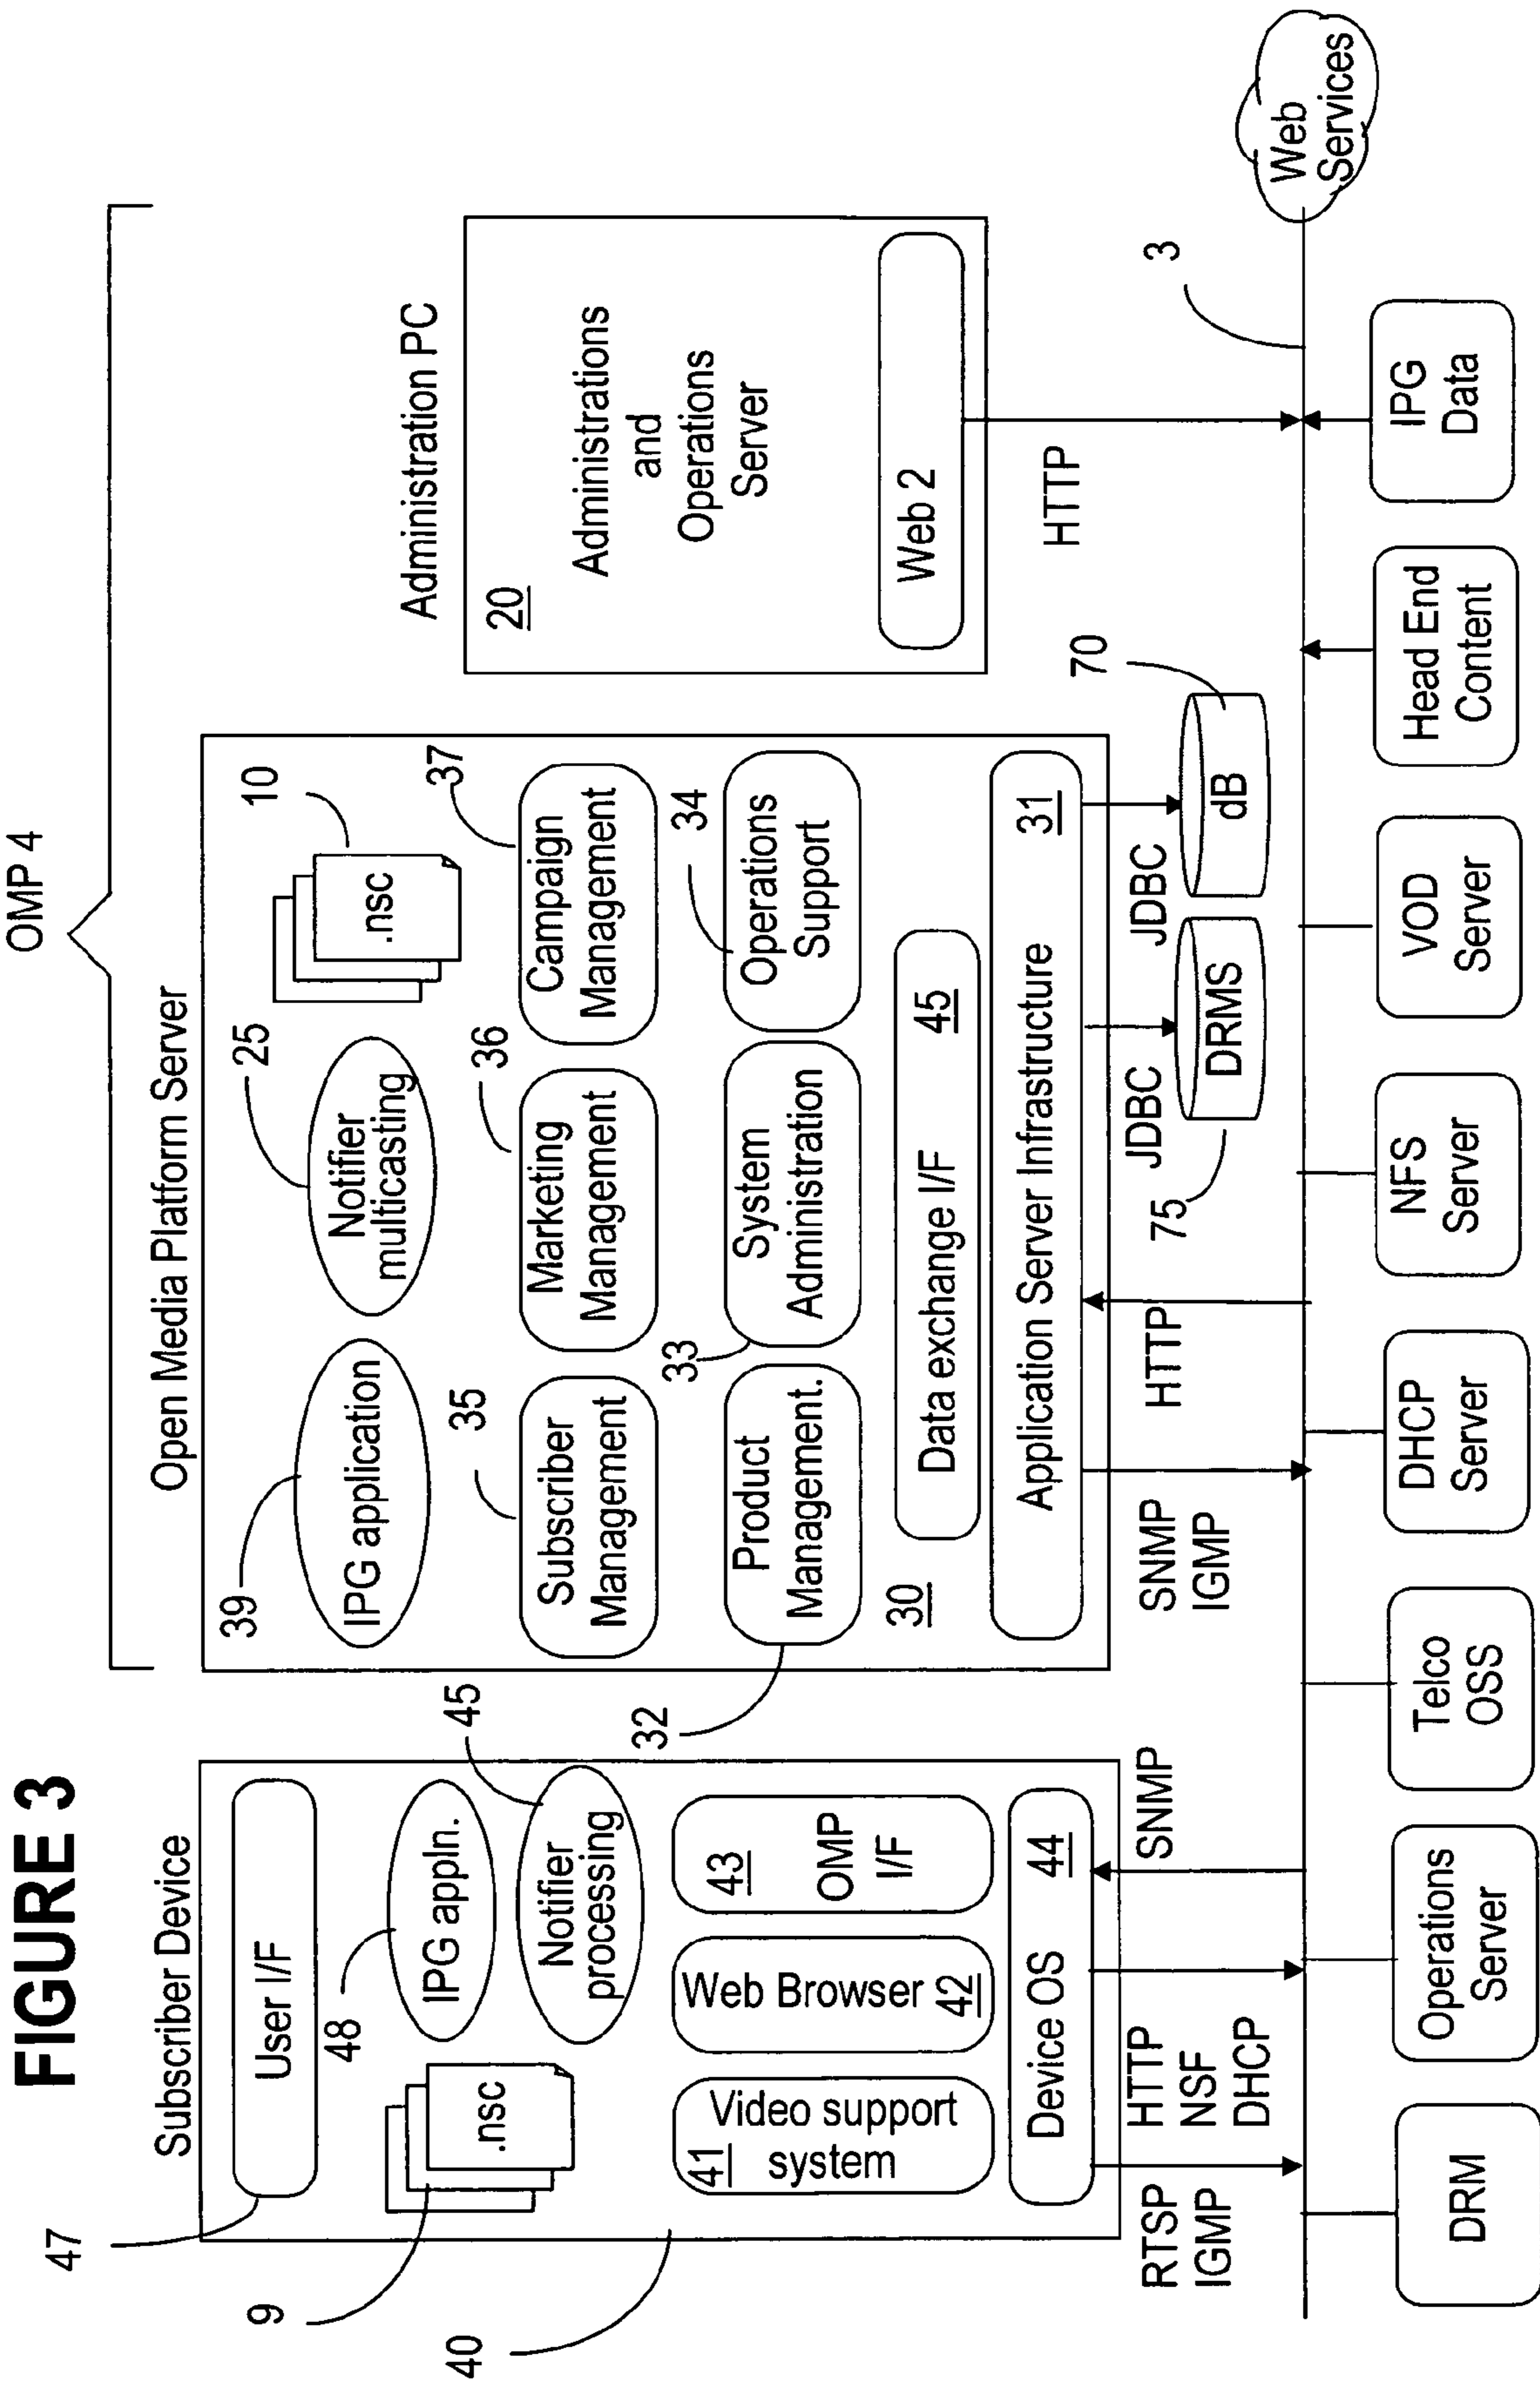 FIGURE 3
OMP 4
Subscriber Device
47
User I/F
9
.nsc
48
IPG appln.
45
Notifier
processing
40
Video support
41 system
Web Browser 42
43
OMP
I/F
Device OS 44
RTSP
IGMP
HTTP
NSF
DHCP
SNMP
Open Media Platform Server
39
IPG application
25
Notifier
multicasting
10
.nsc
35
Subscriber
Management
36
Marketing
Management
37
Campaign
Management
32
Product
Management.
33
System
Administration
34
Operations
Support
30
Data exchange I/F 45
Application Server Infrastructure 31
SNMP
IGMP
HTTP
JDBC
JDBC
75
DRMS
dB
70
Administration PC
20
Administrations
and
Operations
Server
Web 2
HTTP
3
Web
Services
DRM
Operations
Server
Telco
OSS
DHCP
Server
NFS
Server
VOD
Server
Head End
Content
IPG
Data